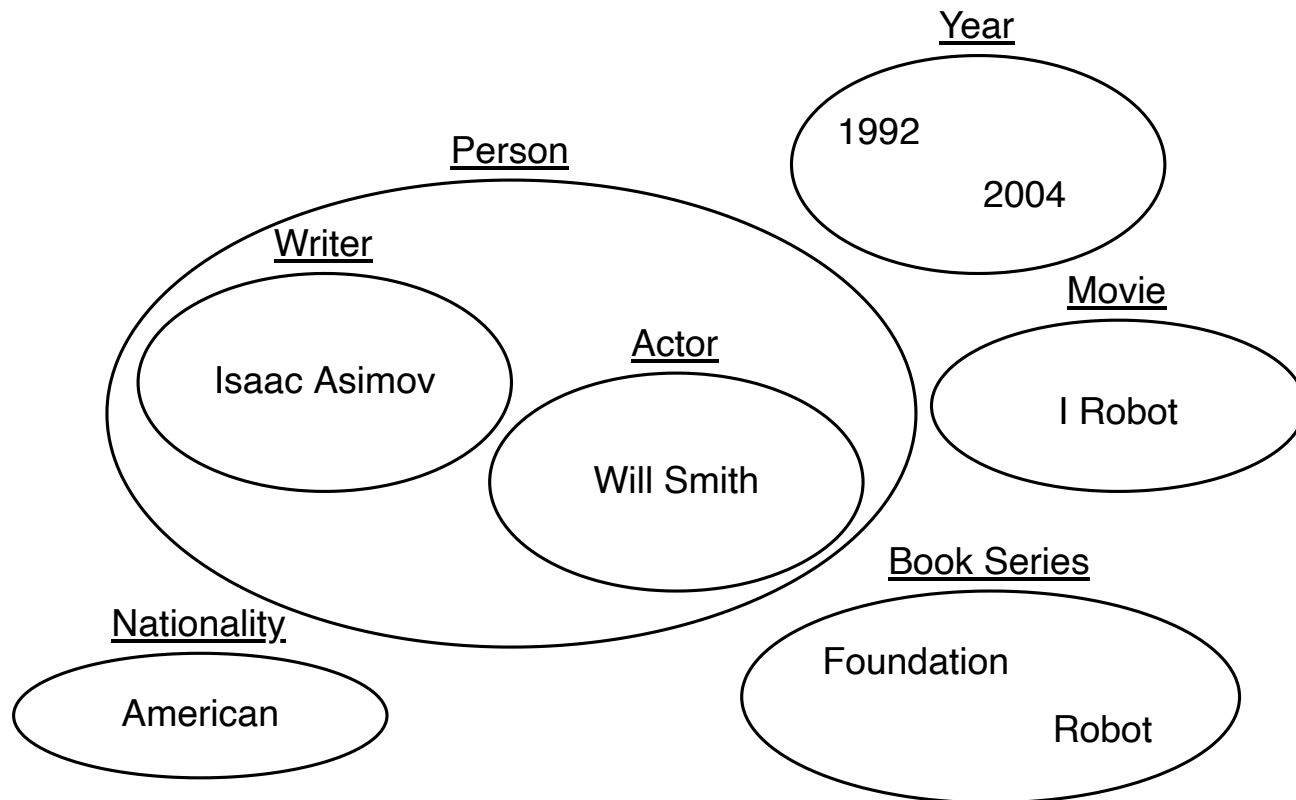 Year
1992
2004
Person
Writer
Isaac Asimov
Actor
Will Smith
Movie
I Robot
Book Series
Foundation
Robot
Nationality
American